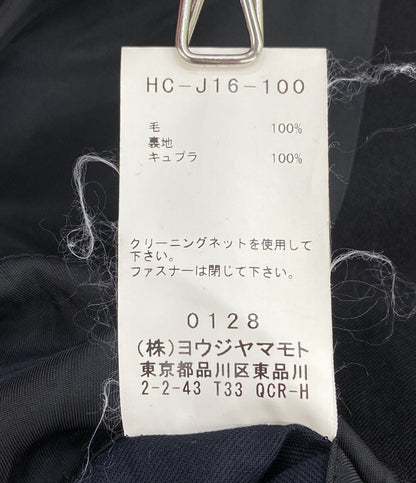 HC-J16-100
毛 100%
裏地
キュプラ 100%
クリーニングネットを使用して
下さい。
ファスナーは閉じて下さい。
0128
(株)ヨウジヤマモト
東京都品川区東品川
2-2-43 T33 QCR-H